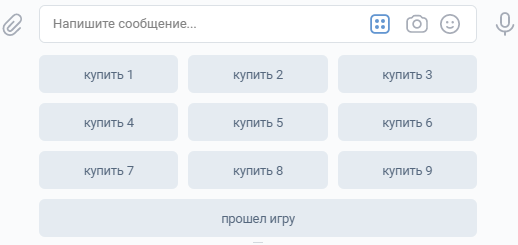 Напишите сообщение...
купить 1 купить 2 купить 3
купить 4 купить 5 купить 6
купить 7 купить 8 купить 9
прошел игру